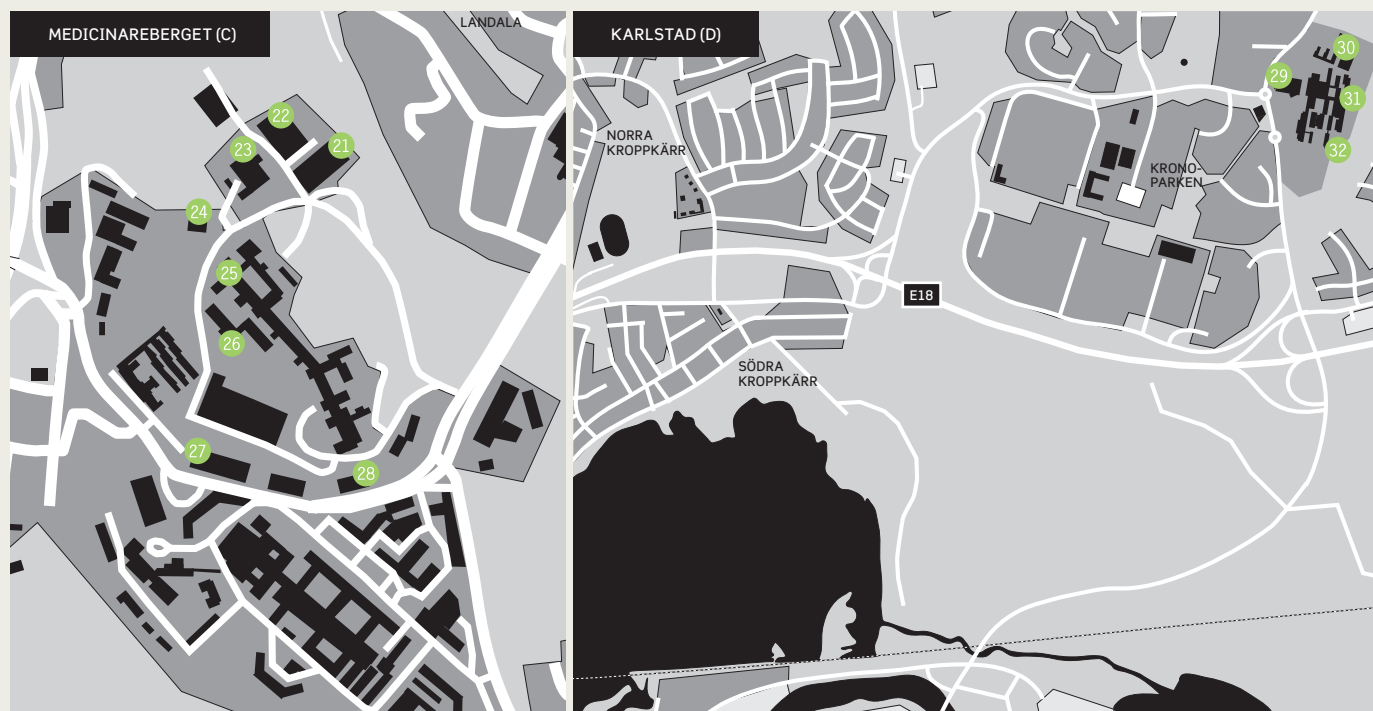 MEDICINAREBERGET (C)
LANDALA
22
21
23
24
25
26
27
28
KARLSTAD (D)
30
29
31
32
NORRA
KROPPKÄRR
KRONO-
PARKEN
E18
SÖDRA
KROPPKÄRR